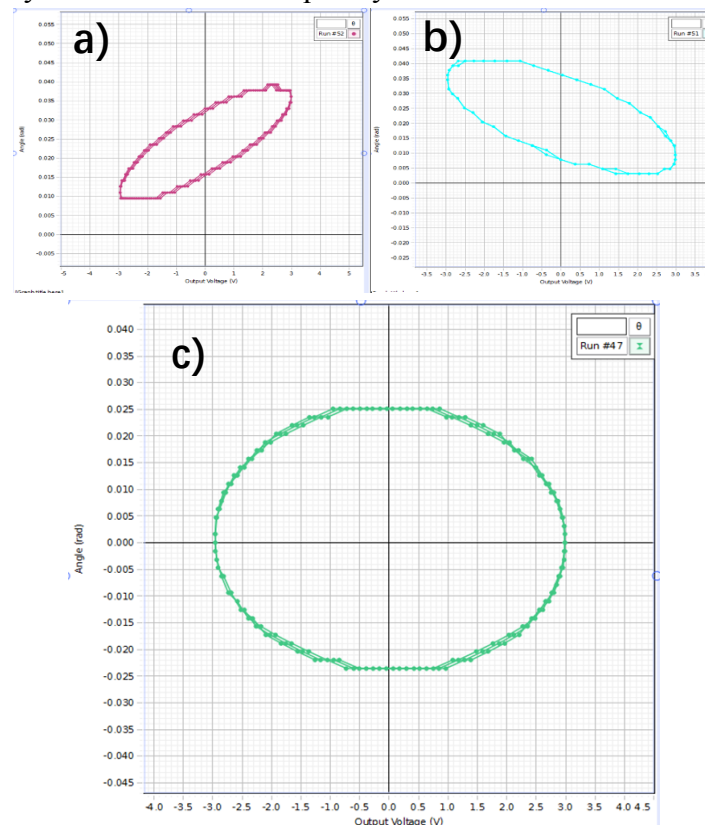 a)
θ
Run #52
0.055
0.050
0.045
0.040
0.035
0.030
0.025
0.020
0.015
0.010
0.005
0.000
-0.005
Angle (rad)
-5 -4 -3 -2 -1 0 1 2 3 4 5
Output Voltage (V)
[Graph title here]
b)
θ
Run #51
0.055
0.050
0.045
0.040
0.035
0.030
0.025
0.020
0.015
0.010
0.005
0.000
-0.005
-0.010
-0.015
-0.020
-0.025
Angle (rad)
-3.5 -3.0 -2.5 -2.0 -1.5 -1.0 -0.5 0.0 0.5 1.0 1.5 2.0 2.5 3.0 3.5
Output Voltage (V)
c)
θ
Run #47
0.040
0.035
0.030
0.025
0.020
0.015
0.010
0.005
0.000
-0.005
-0.010
-0.015
-0.020
-0.025
-0.030
-0.035
-0.040
-0.045
Angle (rad)
-4.0 -3.5 -3.0 -2.5 -2.0 -1.5 -1.0 -0.5 0.0 0.5 1.0 1.5 2.0 2.5 3.0 3.5 4.0 4.5
Output Voltage (V)